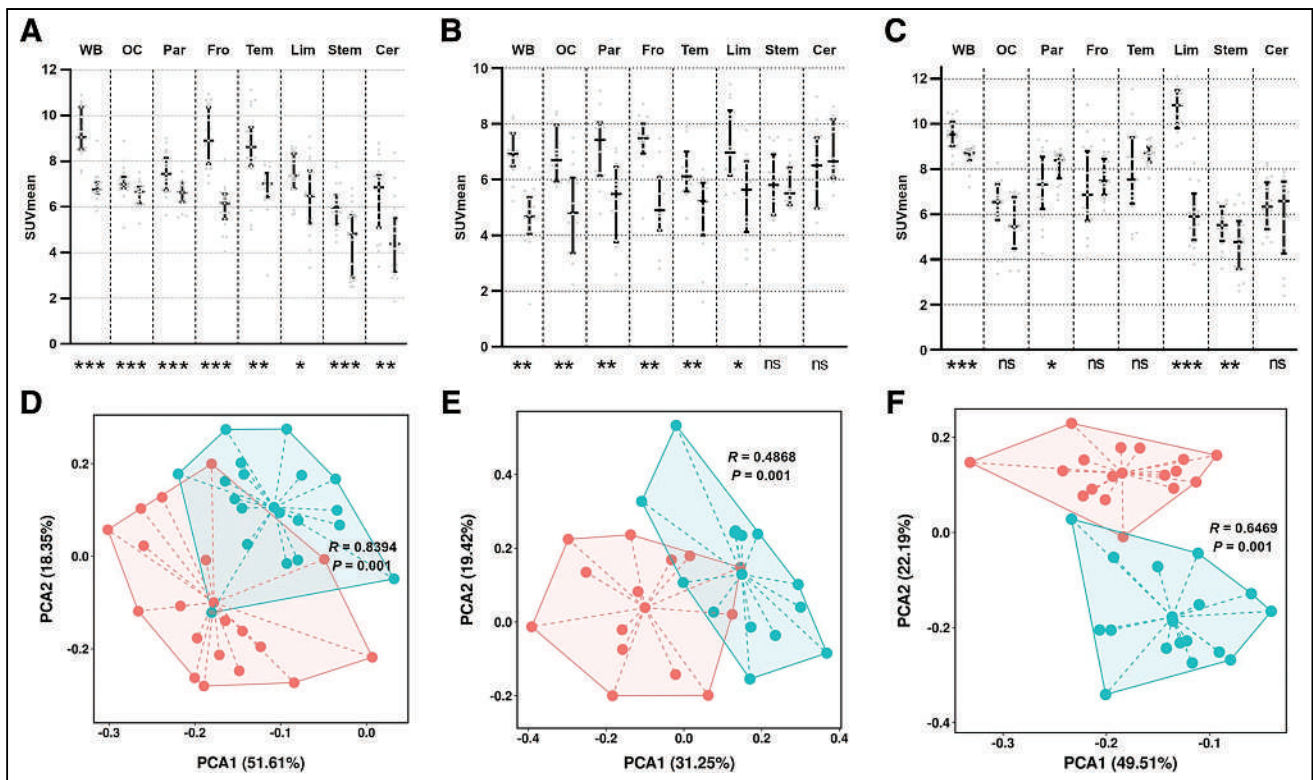 A
WB OC Par Fro Tem Lim Stem Cer
12
10
8
6
4
2
0
SUVmean
*** *** *** *** ** * *** **
B
WB OC Par Fro Tem Lim Stem Cer
10
8
6
4
2
0
SUVmean
** ** ** ** ** * ns ns
C
WB OC Par Fro Tem Lim Stem Cer
12
10
8
6
4
2
0
SUVmean
*** ns * ns ns *** ** ns
D
0.2
0.0
-0.2
PCA2 (18.35%)
R = 0.8394
P = 0.001
-0.3 -0.2 -0.1 0.0
PCA1 (51.61%)
E
0.4
0.2
0.0
-0.2
PCA2 (19.42%)
R = 0.4868
P = 0.001
-0.4 -0.2 0.0 0.2 0.4
PCA1 (31.25%)
F
0.2
0.0
-0.2
-0.4
PCA2 (22.19%)
R = 0.6469
P = 0.001
-0.3 -0.2 -0.1
PCA1 (49.51%)